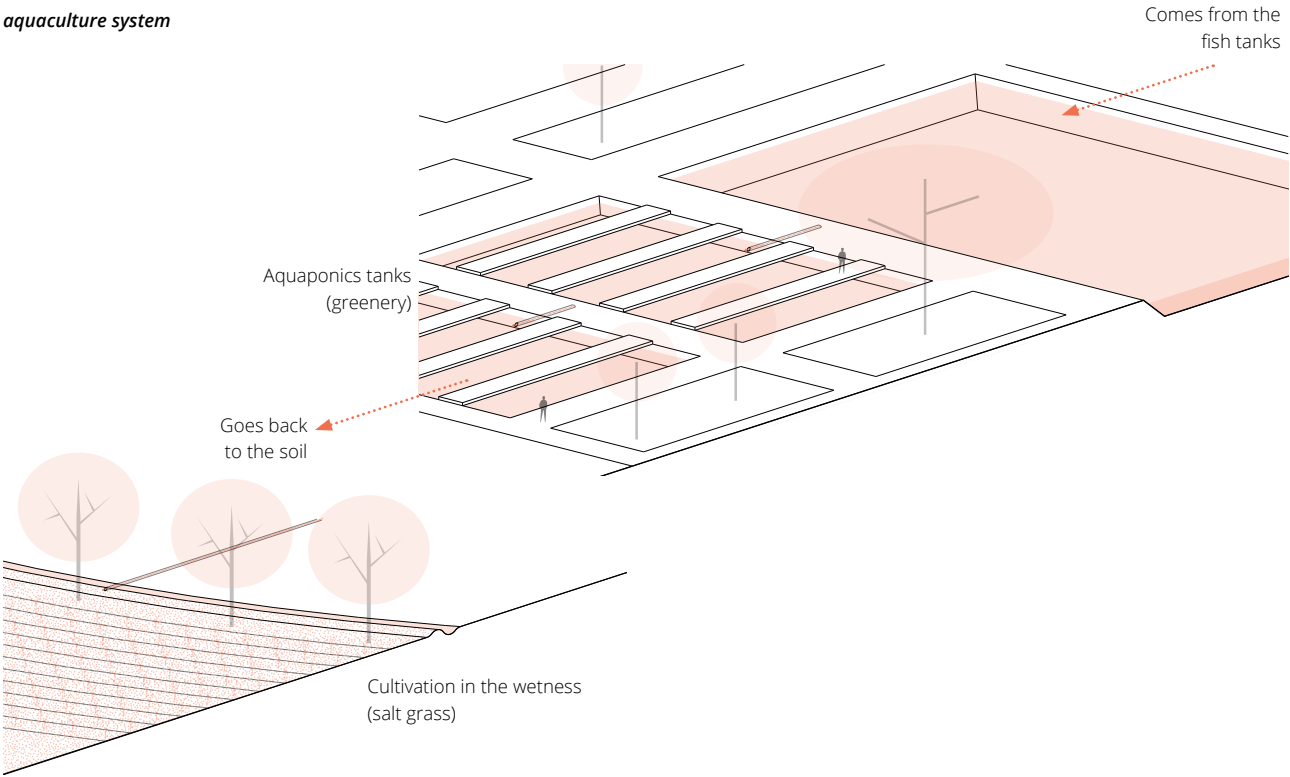 aquaculture system
Comes from the
fish tanks
Aquaponics tanks
(greenery)
Goes back
to the soil
Cultivation in the wetness
(salt grass)